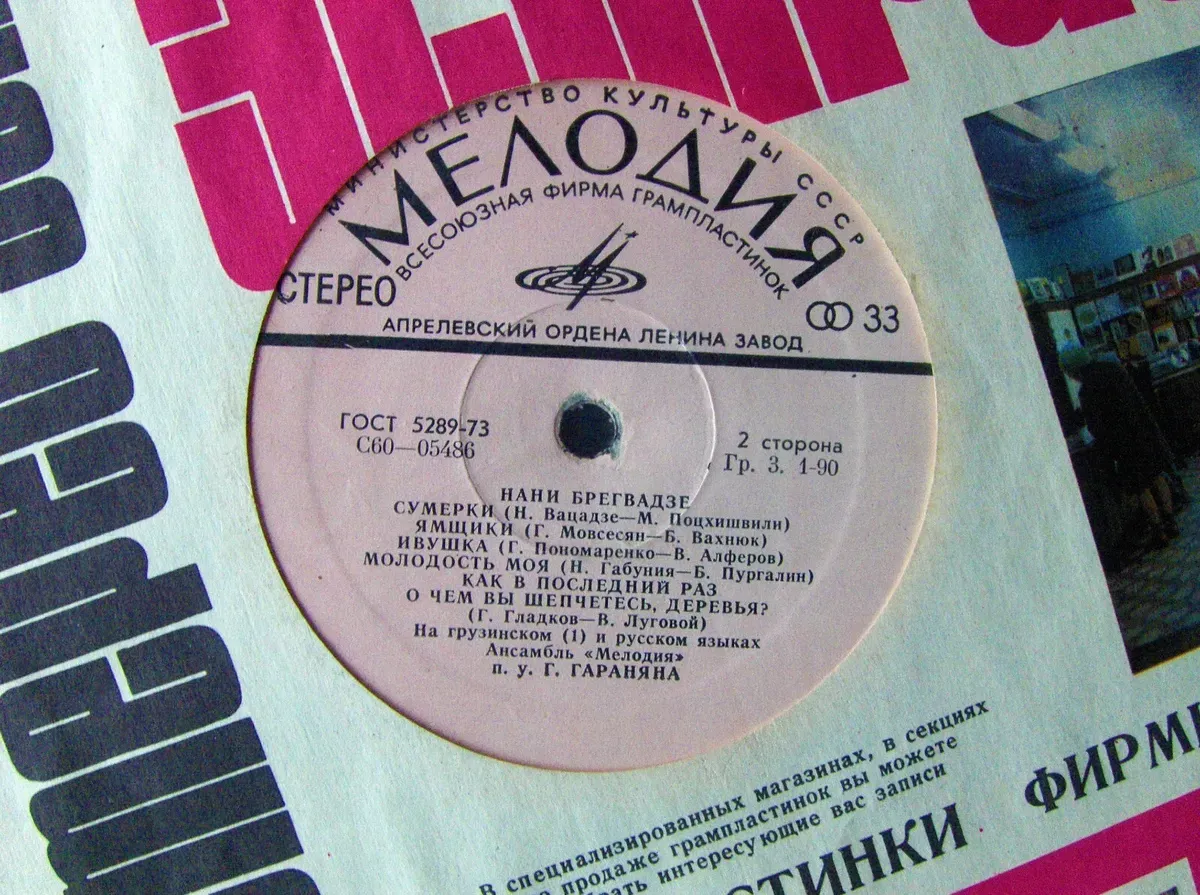 МИНИСТЕРСТВО КУЛЬТУРЫ СССР
МЕЛОДИЯ
ВСЕСОЮЗНАЯ ФИРМА ГРАМПЛАСТИНОК
СТЕРЕО
33
АПРЕЛЕВСКИЙ ОРДЕНА ЛЕНИНА ЗАВОД
ГОСТ 5289-73
С60—05486
2 сторона
Гр. 3. 1-90
НАНИ БРЕГВАДЗЕ
СУМЕРКИ (Н. Вацадзе—М. Поцхишвили)
ЯМЩИКИ (Г. Мовсесян—Б. Вахнюк)
ИВУШКА (Г. Пономаренко—В. Алферов)
МОЛОДОСТЬ МОЯ (Н. Габуния—Б. Пургалин)
КАК В ПОСЛЕДНИЙ РАЗ
О ЧЕМ ВЫ ШЕПЧЕТЕСЬ, ДЕРЕВЬЯ?
(Г. Гладков—В. Луговой)
На грузинском (1) и русском языках
Ансамбль «Мелодия»
п. у. Г. ГАРАНЯНА
В специализированных магазинах, в секциях
по продаже грампластинок вы можете
интересующие вас записи